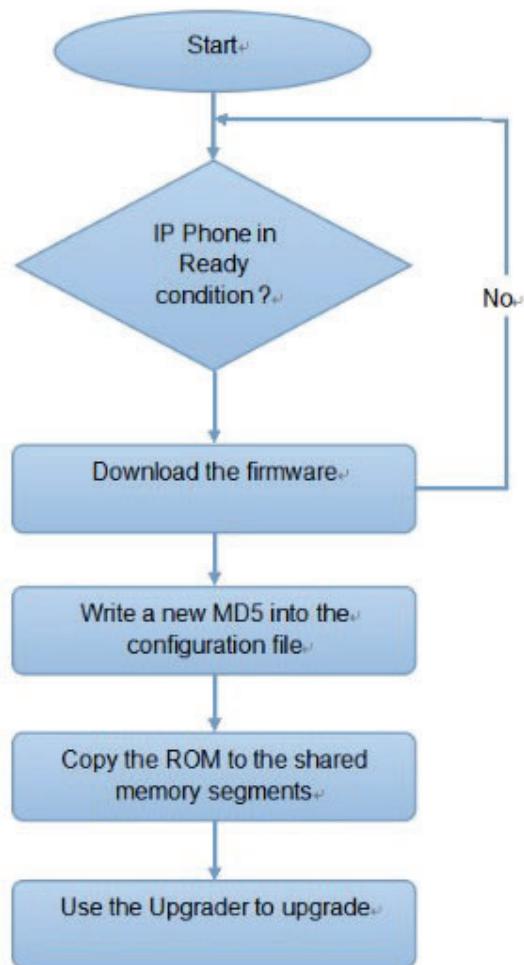 Start
IP Phone in
Ready
condition?
No
Download the firmware
Write a new MD5 into the
configuration file
Copy the ROM to the shared
memory segments
Use the Upgrader to upgrade